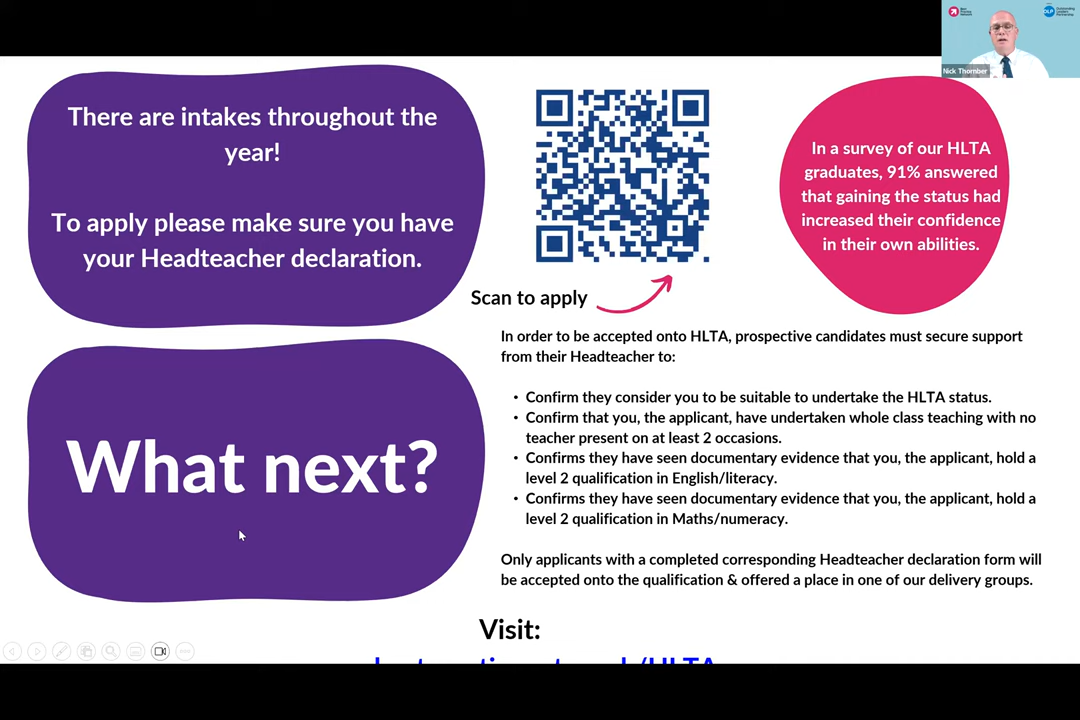 There are intakes throughout the
year!
To apply please make sure you have
your Headteacher declaration.
What next?
Scan to apply
In a survey of our HLTA
graduates, 91% answered
that gaining the status had
increased their confidence
in their own abilities.
In order to be accepted onto HLTA, prospective candidates must secure support
from their Headteacher to:
• Confirm they consider you to be suitable to undertake the HLTA status.
• Confirm that you, the applicant, have undertaken whole class teaching with no
teacher present on at least 2 occasions.
• Confirms they have seen documentary evidence that you, the applicant, hold a
level 2 qualification in English/literacy.
• Confirms they have seen documentary evidence that you, the applicant, hold a
level 2 qualification in Maths/numeracy.
Only applicants with a completed corresponding Headteacher declaration form will
be accepted onto the qualification & offered a place in one of our delivery groups.
Visit:
Nick Thornber